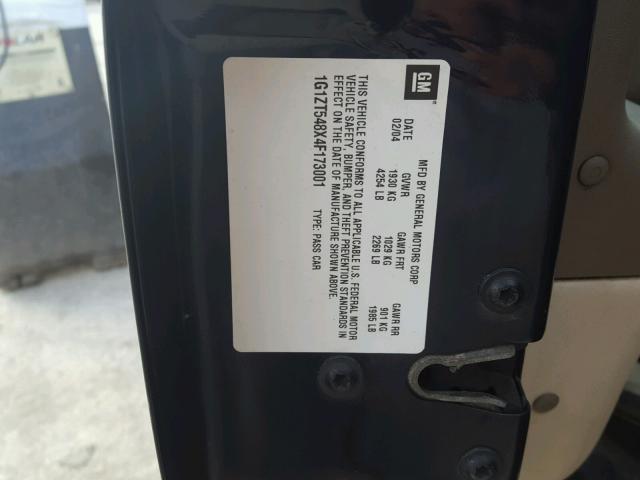 GM
MFD BY GENERAL MOTORS CORP
DATE GVWR GAWR FRT GAWR RR
02/04 1930 KG 1029 KG 901 KG
4254 LB 2269 LB 1985 LB
THIS VEHICLE CONFORMS TO ALL APPLICABLE U.S. FEDERAL MOTOR
VEHICLE SAFETY, BUMPER, AND THEFT PREVENTION STANDARDS IN
EFFECT ON THE DATE OF MANUFACTURE SHOWN ABOVE.
1G1ZT548X4F173001 TYPE: PASS CAR